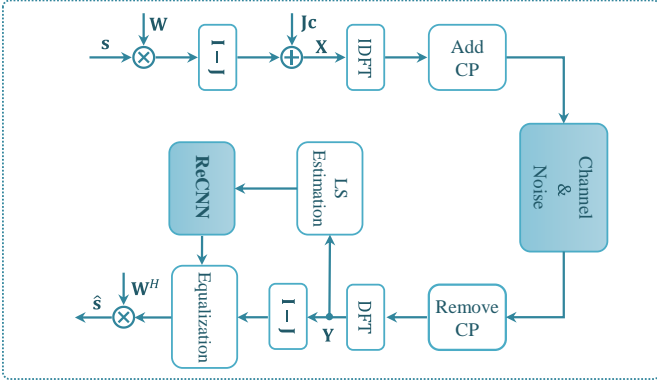 s
W
I − J
Jc
X
IDFT
Add
CP
Channel
&
Noise
ReCNN
LS
Estimation
ŝ
W^H
Equalization
I − J
Y
DFT
Remove
CP